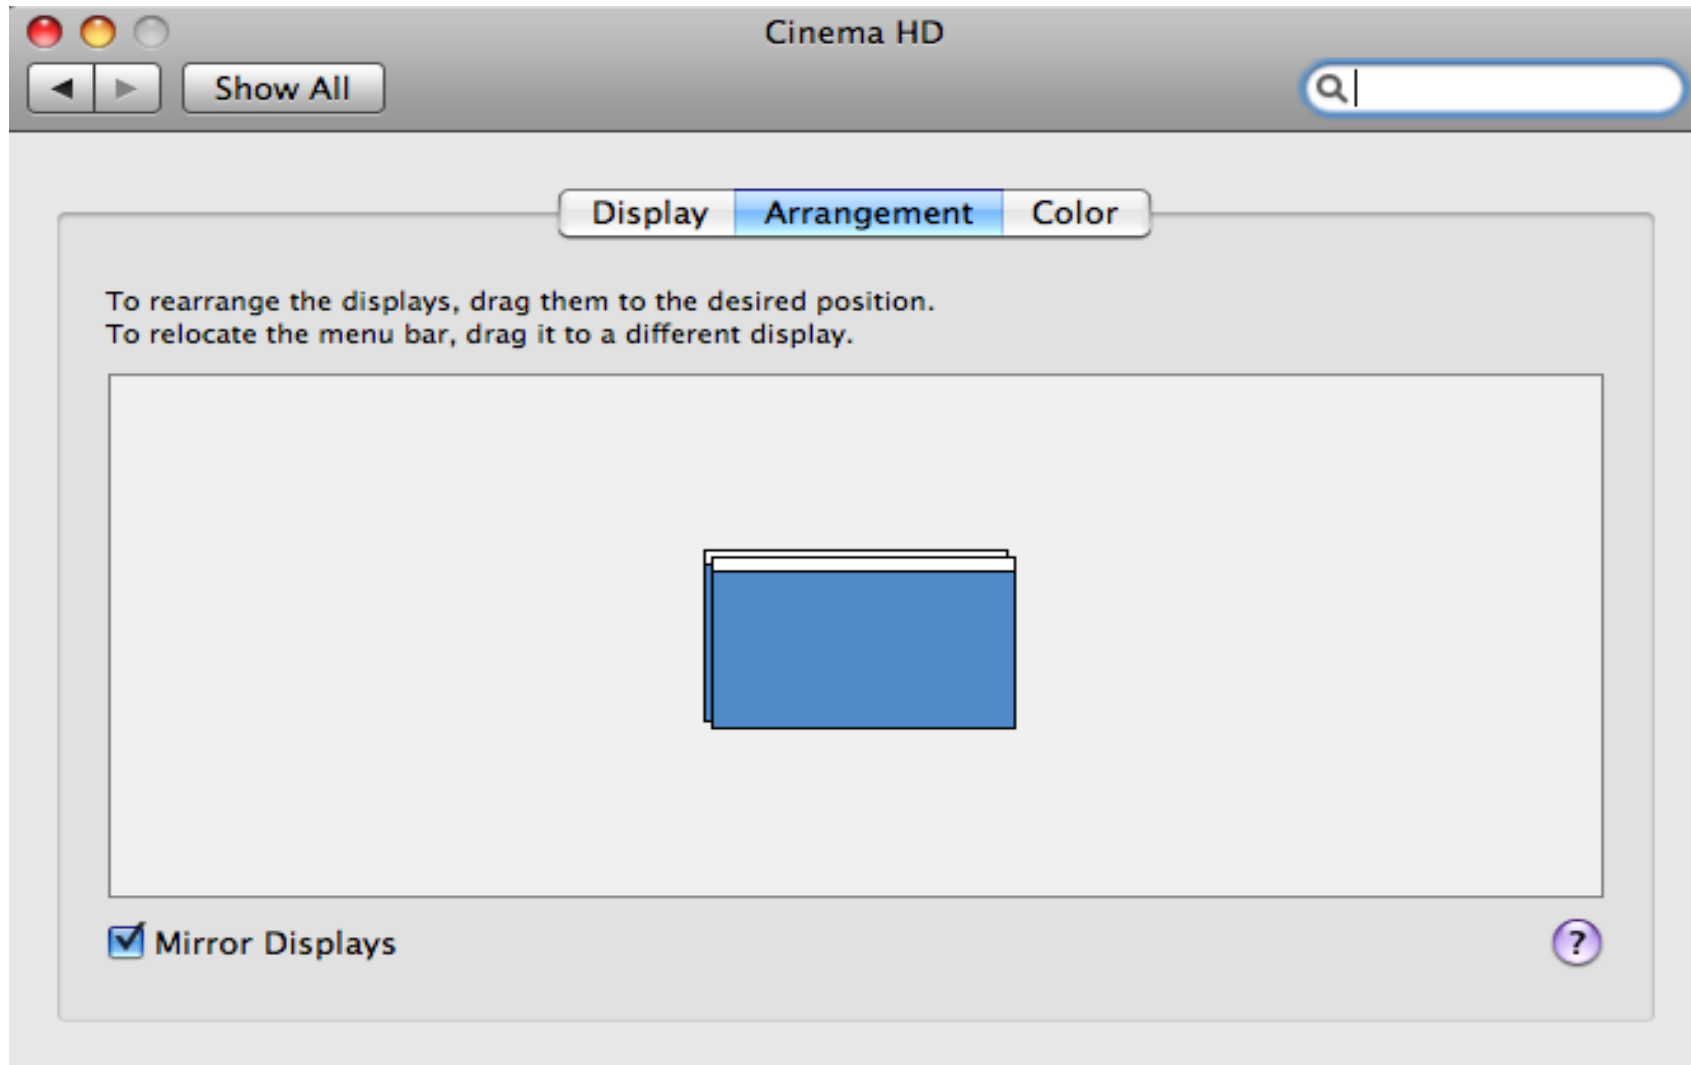 Cinema HD
Show All
Display Arrangement Color
To rearrange the displays, drag them to the desired position.
To relocate the menu bar, drag it to a different display.
Mirror Displays ?